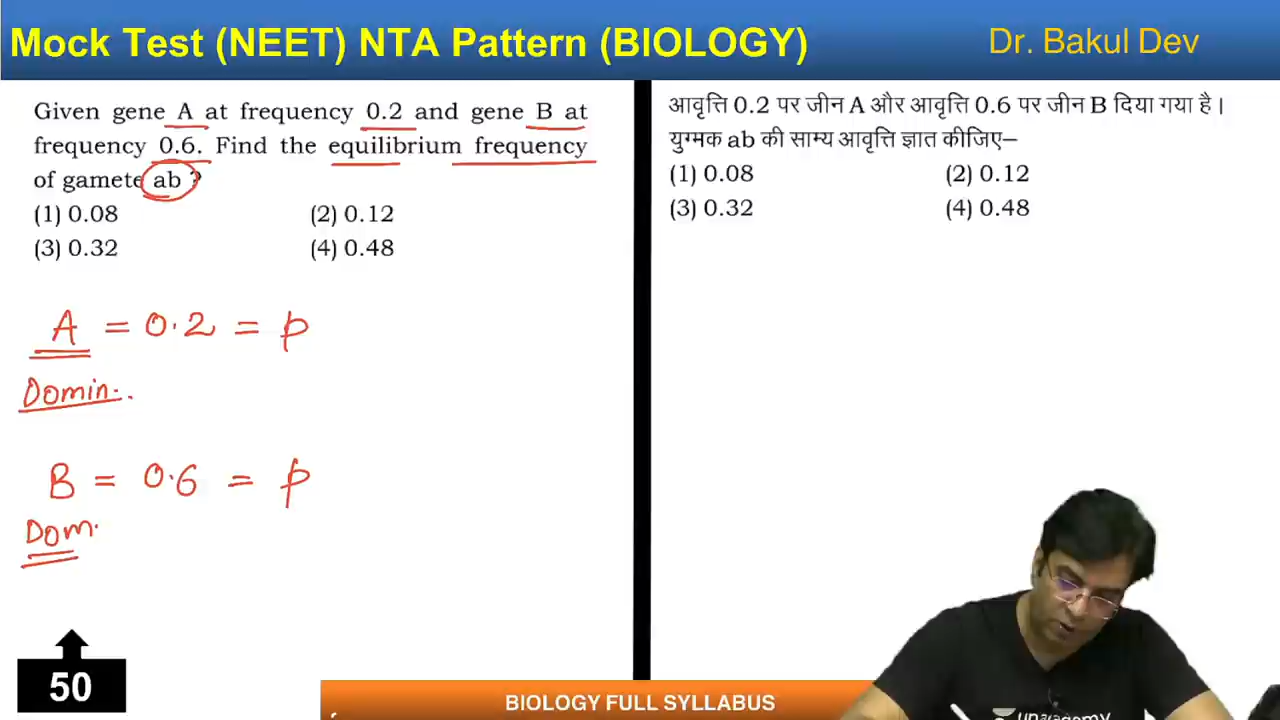 Mock Test (NEET) NTA Pattern (BIOLOGY)
Dr. Bakul Dev
Given gene A at frequency 0.2 and gene B at
frequency 0.6. Find the equilibrium frequency
of gamete ab ?
(1) 0.08 (2) 0.12
(3) 0.32 (4) 0.48
A = 0.2 = p
Domin..
B = 0.6 = p
Dom.
50
आवृत्ति 0.2 पर जीन A और आवृत्ति 0.6 पर जीन B दिया गया है।
युग्मक ab की साम्य आवृत्ति ज्ञात कीजिए–
(1) 0.08 (2) 0.12
(3) 0.32 (4) 0.48
BIOLOGY FULL SYLLABUS